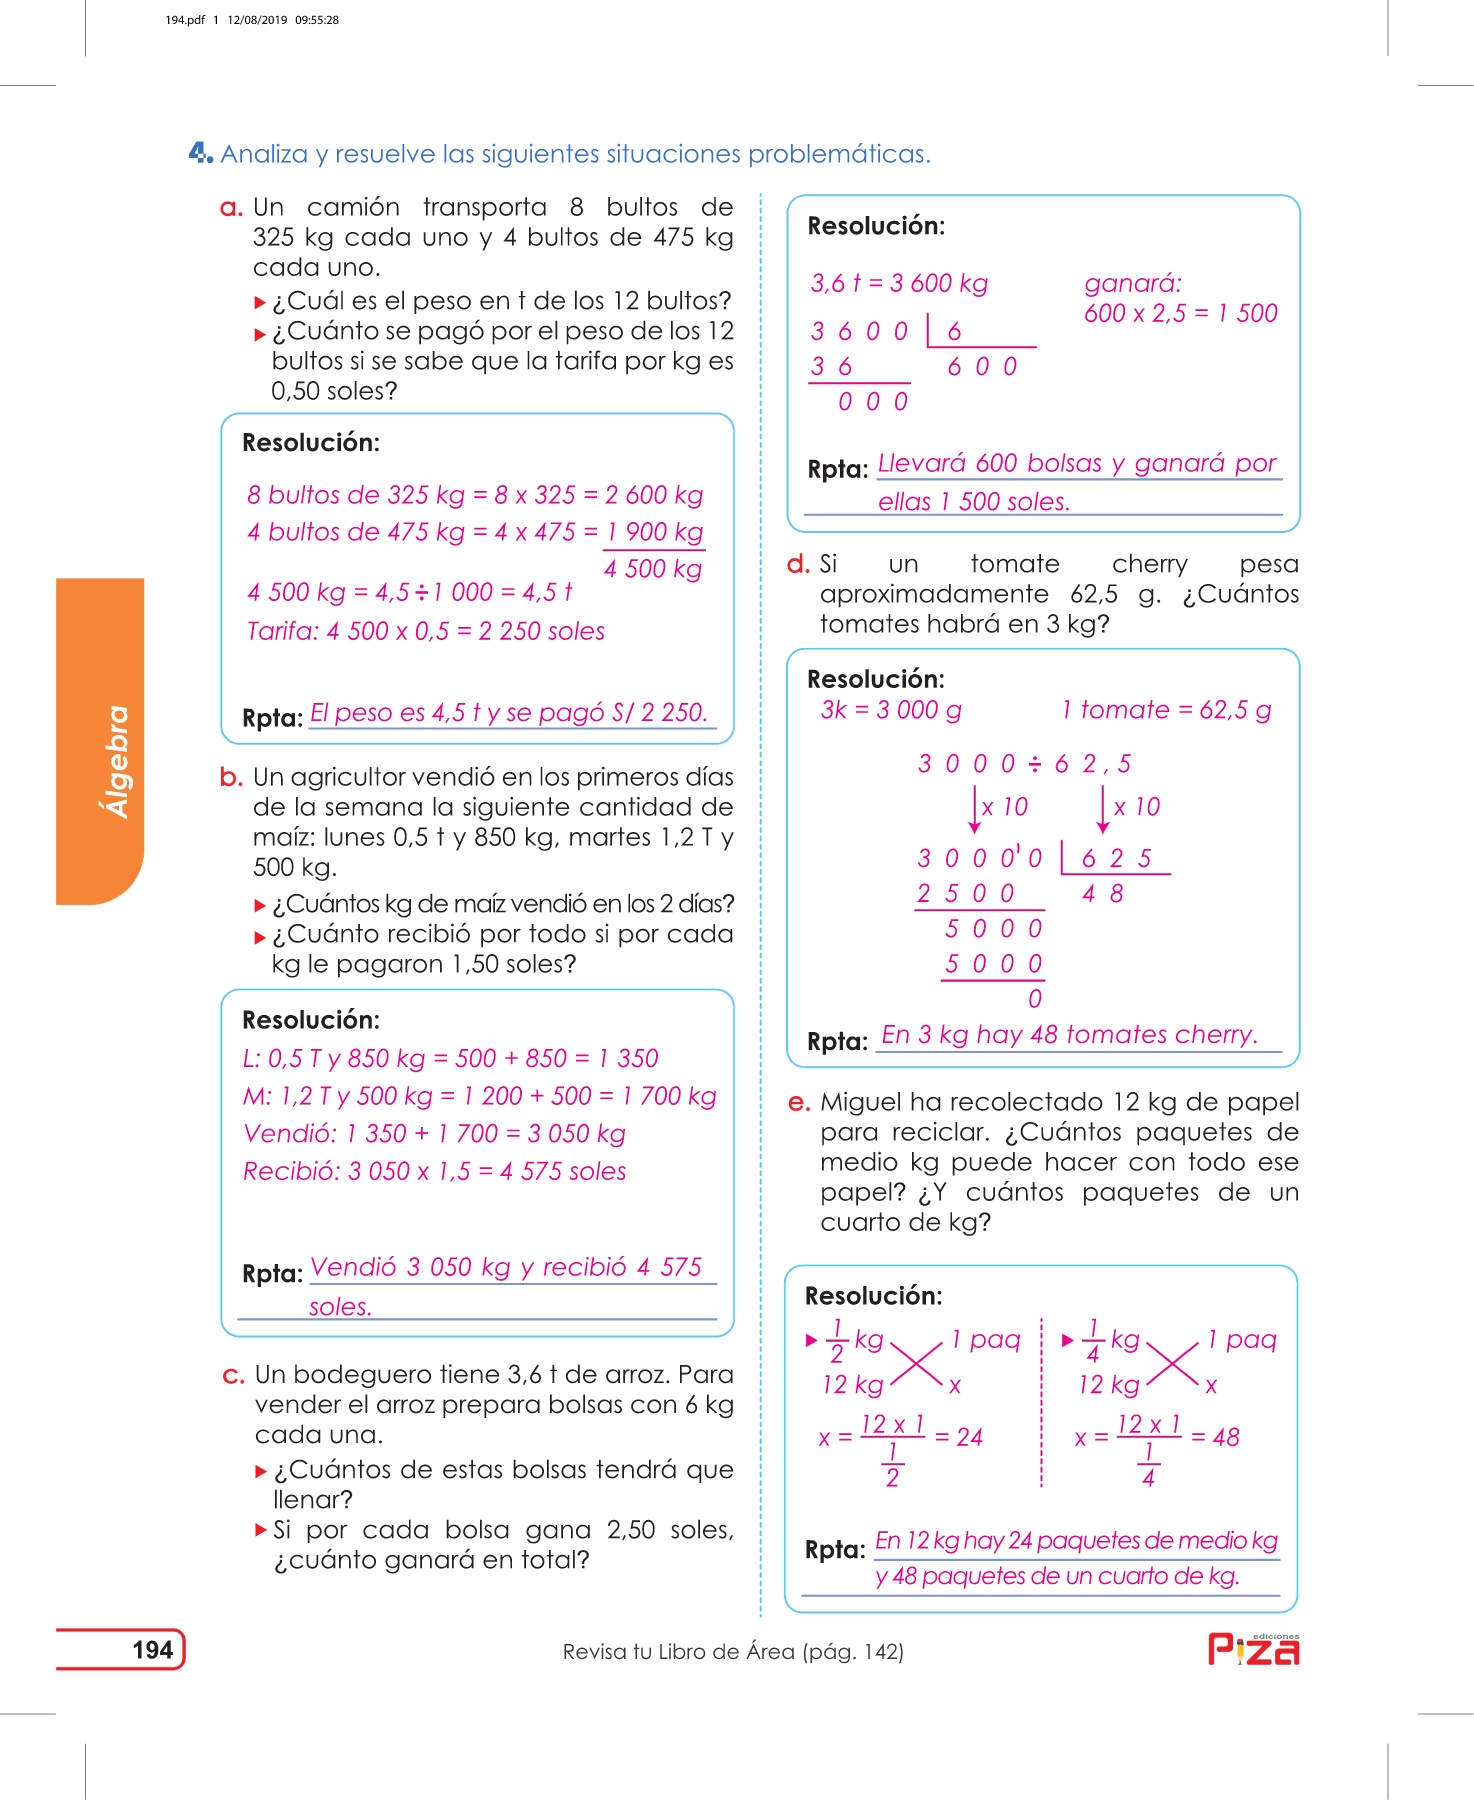 194.pdf 1 12/08/2019 09:55:28
4. Analiza y resuelve las siguientes situaciones problemáticas.
a. Un camión transporta 8 bultos de
325 kg cada uno y 4 bultos de 475 kg
cada uno.
▶ ¿Cuál es el peso en t de los 12 bultos?
▶ ¿Cuánto se pagó por el peso de los 12
bultos si se sabe que la tarifa por kg es
0,50 soles?
Resolución:
8 bultos de 325 kg = 8 x 325 = 2 600 kg
4 bultos de 475 kg = 4 x 475 = 1 900 kg
4 500 kg
4 500 kg = 4,5 ÷ 1 000 = 4,5 t
Tarifa: 4 500 x 0,5 = 2 250 soles
Rpta: El peso es 4,5 t y se pagó S/ 2 250.
b. Un agricultor vendió en los primeros días
de la semana la siguiente cantidad de
maíz: lunes 0,5 t y 850 kg, martes 1,2 T y
500 kg.
▶ ¿Cuántos kg de maíz vendió en los 2 días?
▶ ¿Cuánto recibió por todo si por cada
kg le pagaron 1,50 soles?
Resolución:
L: 0,5 T y 850 kg = 500 + 850 = 1 350
M: 1,2 T y 500 kg = 1 200 + 500 = 1 700 kg
Vendió: 1 350 + 1 700 = 3 050 kg
Recibió: 3 050 x 1,5 = 4 575 soles
Rpta: Vendió 3 050 kg y recibió 4 575
soles.
c. Un bodeguero tiene 3,6 t de arroz. Para
vender el arroz prepara bolsas con 6 kg
cada una.
▶ ¿Cuántos de estas bolsas tendrá que
llenar?
▶ Si por cada bolsa gana 2,50 soles,
¿cuánto ganará en total?
Resolución:
3,6 t = 3 600 kg ganará:
600 x 2,5 = 1 500
3 6 0 0 6
3 6 6 0 0
0 0 0
Rpta: Llevará 600 bolsas y ganará por
ellas 1 500 soles.
d. Si un tomate cherry pesa
aproximadamente 62,5 g. ¿Cuántos
tomates habrá en 3 kg?
Resolución:
3k = 3 000 g 1 tomate = 62,5 g
3 0 0 0 ÷ 6 2 , 5
x 10 x 10
3 0 0 0' 0 6 2 5
2 5 0 0 4 8
5 0 0 0
5 0 0 0
0
Rpta: En 3 kg hay 48 tomates cherry.
e. Miguel ha recolectado 12 kg de papel
para reciclar. ¿Cuántos paquetes de
medio kg puede hacer con todo ese
papel? ¿Y cuántos paquetes de un
cuarto de kg?
Resolución:
▶ 1/2 kg 1 paq ▶ 1/4 kg 1 paq
12 kg x 12 kg x
x = 12 x 1 / 1/2 = 24 x = 12 x 1 / 1/4 = 48
Rpta: En 12 kg hay 24 paquetes de medio kg
y 48 paquetes de un cuarto de kg.
Álgebra
194
Revisa tu Libro de Área (pág. 142)
ediciones
Piza